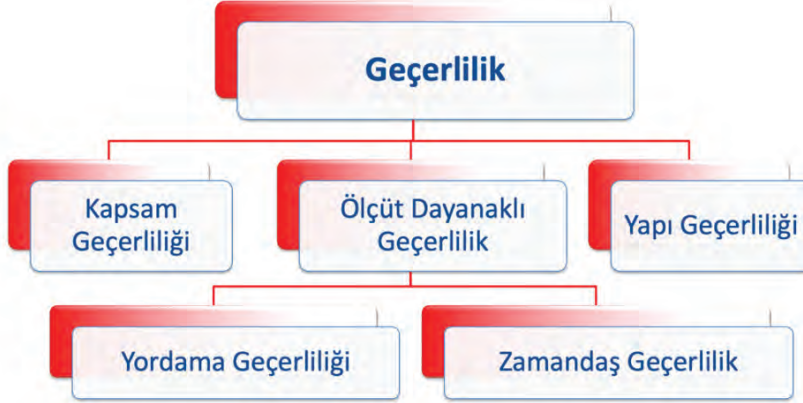 Geçerlilik
Kapsam
Geçerliliği
Ölçüt Dayanaklı
Geçerlilik
Yapı Geçerliliği
Yordama Geçerliliği
Zamandaş Geçerlilik